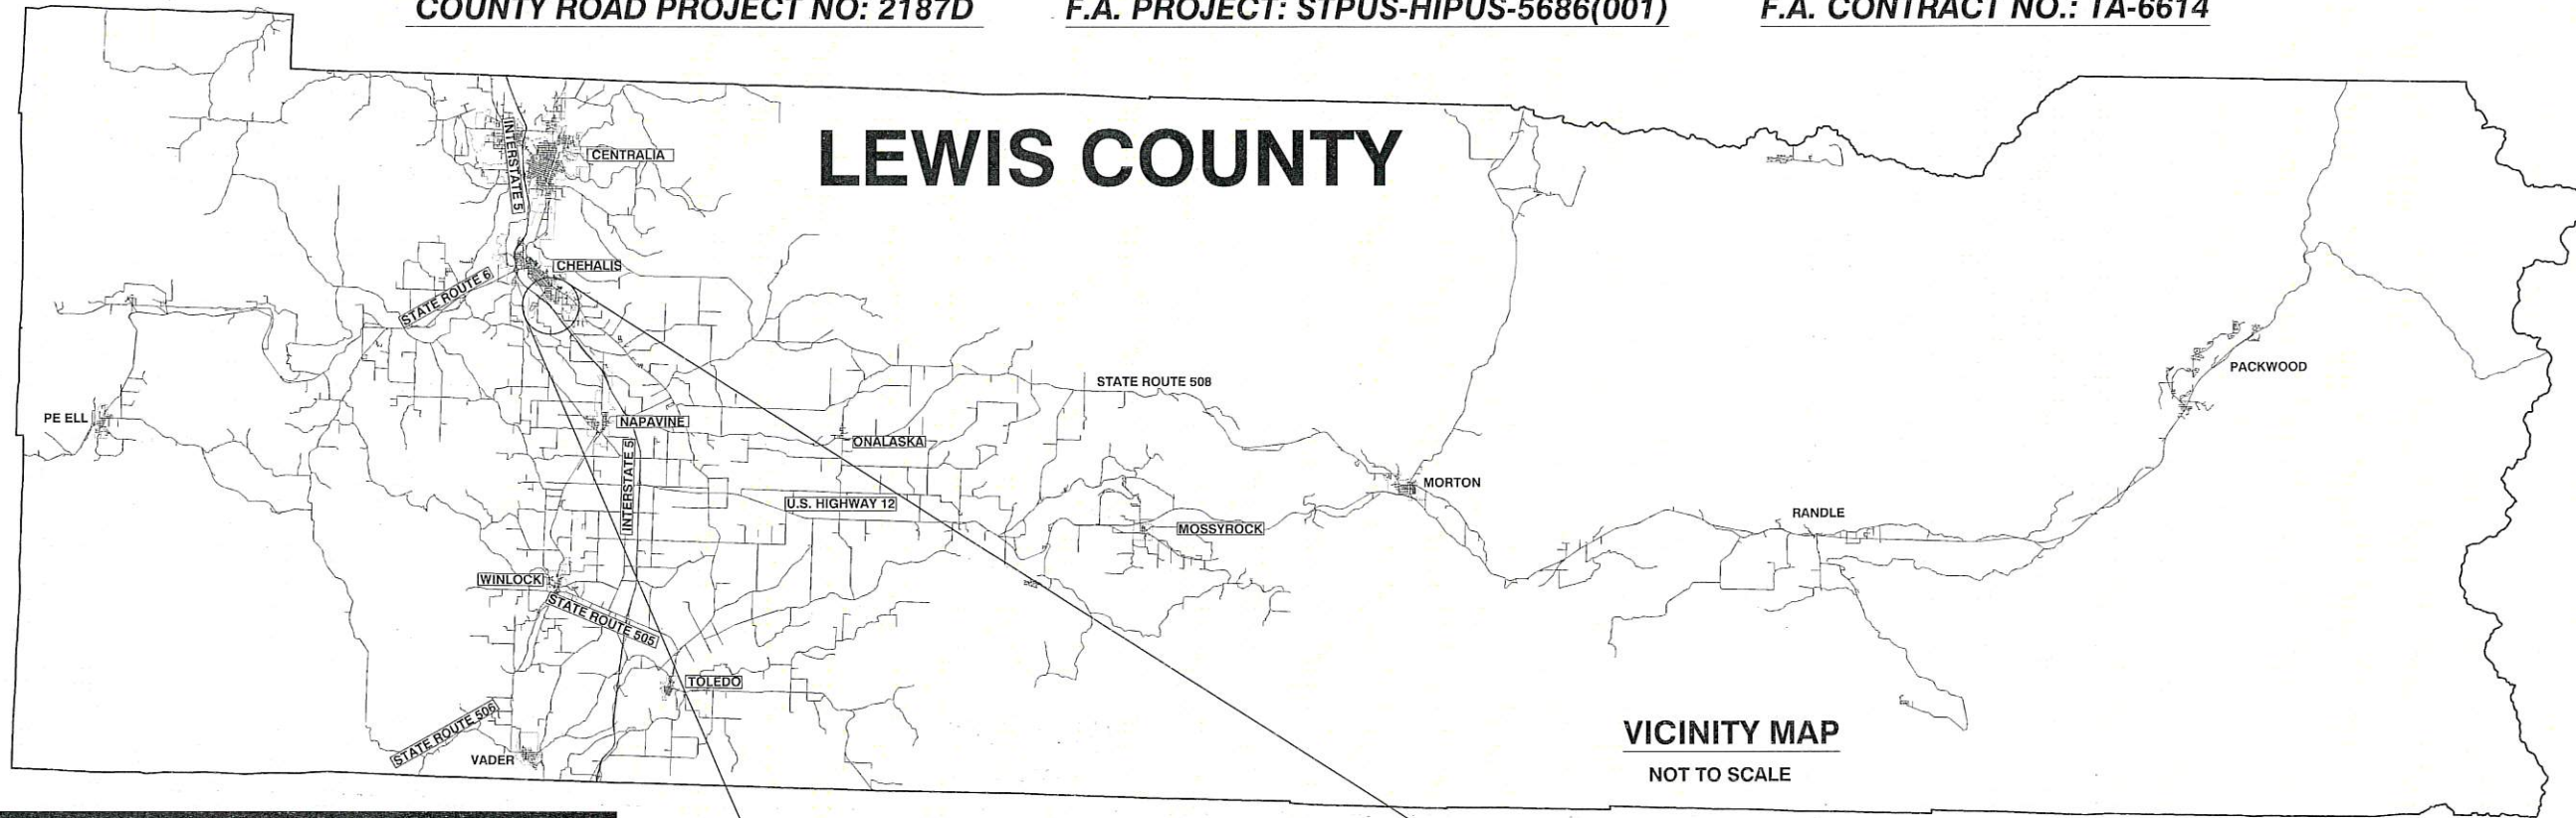 COUNTY ROAD PROJECT NO: 2187D
F.A. PROJECT: STPUS-HIPUS-5686(001)
F.A. CONTRACT NO.: TA-6614
LEWIS COUNTY
INTERSTATE 5
CENTRALIA
CHEHALIS
STATE ROUTE 6
PACKWOOD
STATE ROUTE 508
PE ELL
NAPAVINE
ONALASKA
INTERSTATE 5
MORTON
U.S. HIGHWAY 12
RANDLE
MOSSYROCK
WINLOCK
STATE ROUTE 505
TOLEDO
STATE ROUTE 506
VADER
VICINITY MAP
NOT TO SCALE